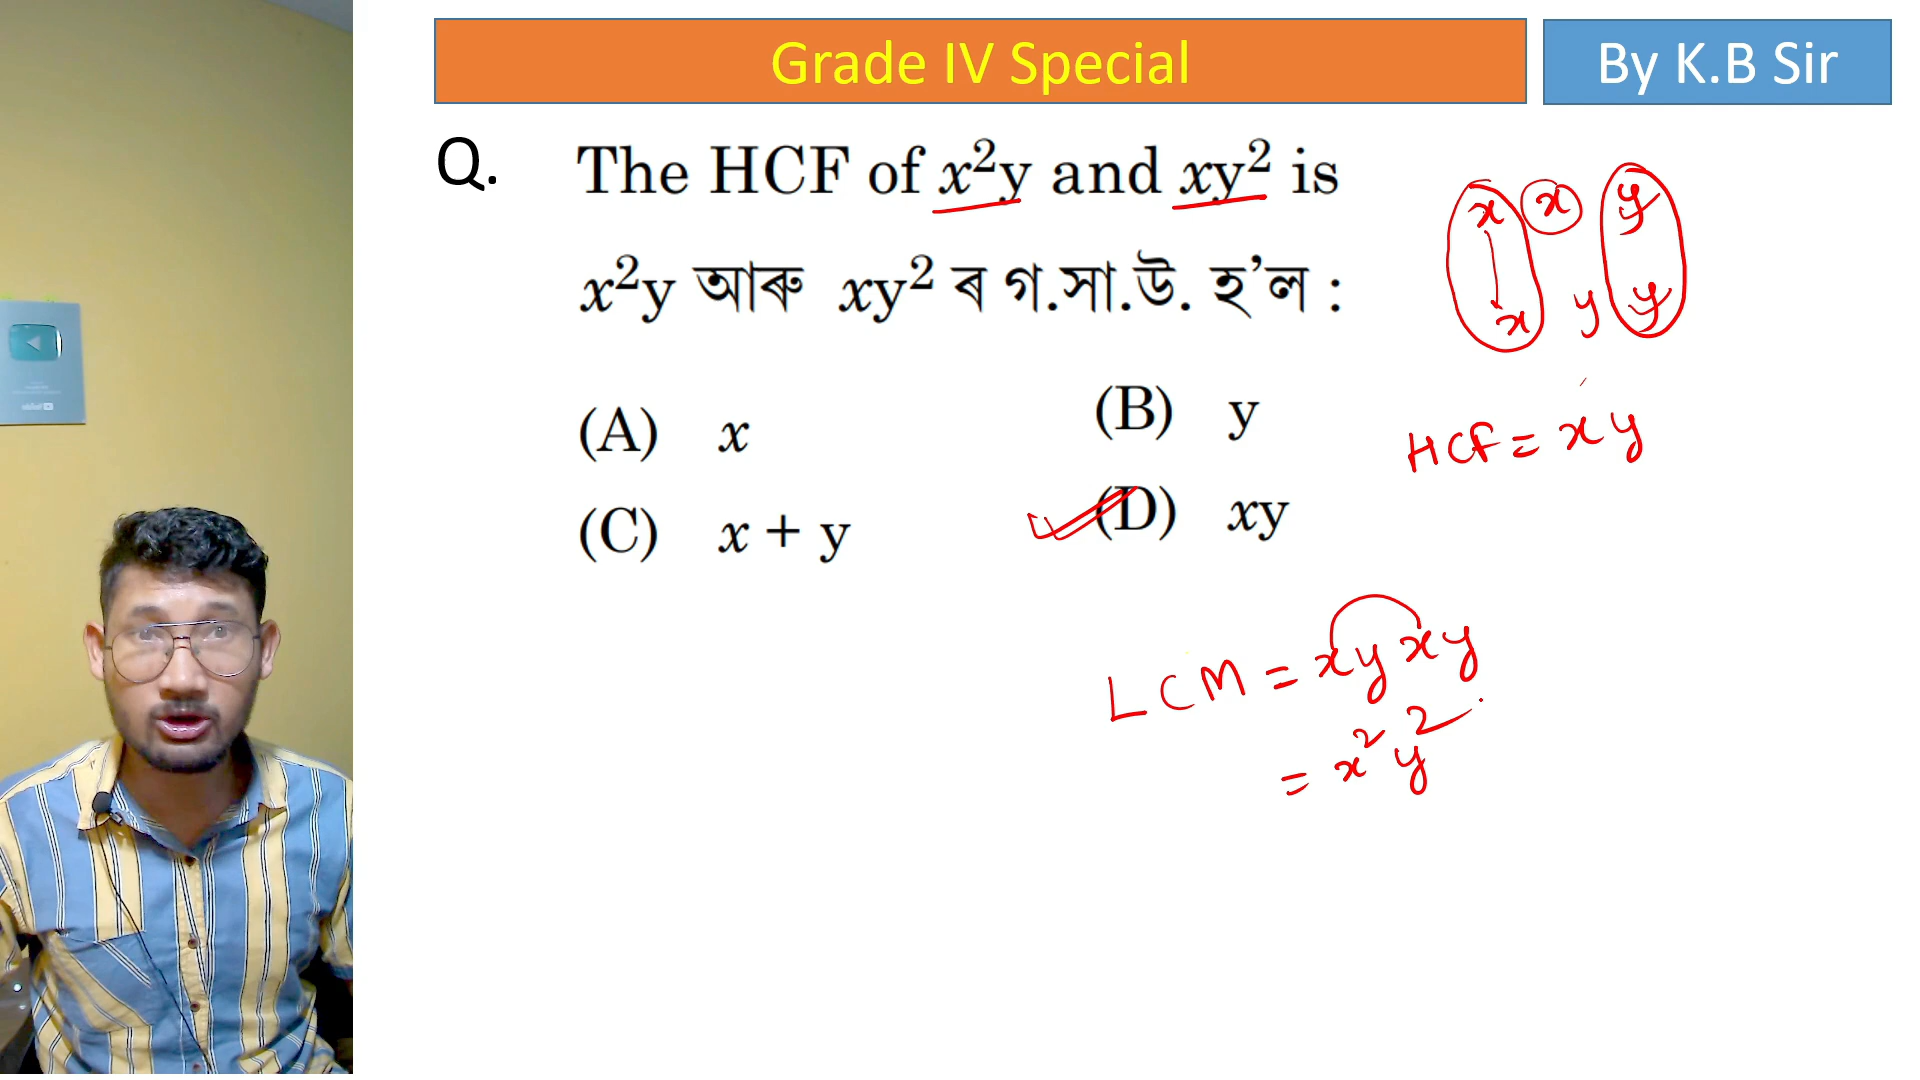 Grade IV Special
By K.B Sir
Q. The HCF of x²y and xy² is
x²y আৰু xy² ৰ গ.সা.উ. হ’ল :
(A) x
(B) y
(C) x + y
(D) xy
x x y
x y y
HCF = xy
LCM = xyxy
= x²y²